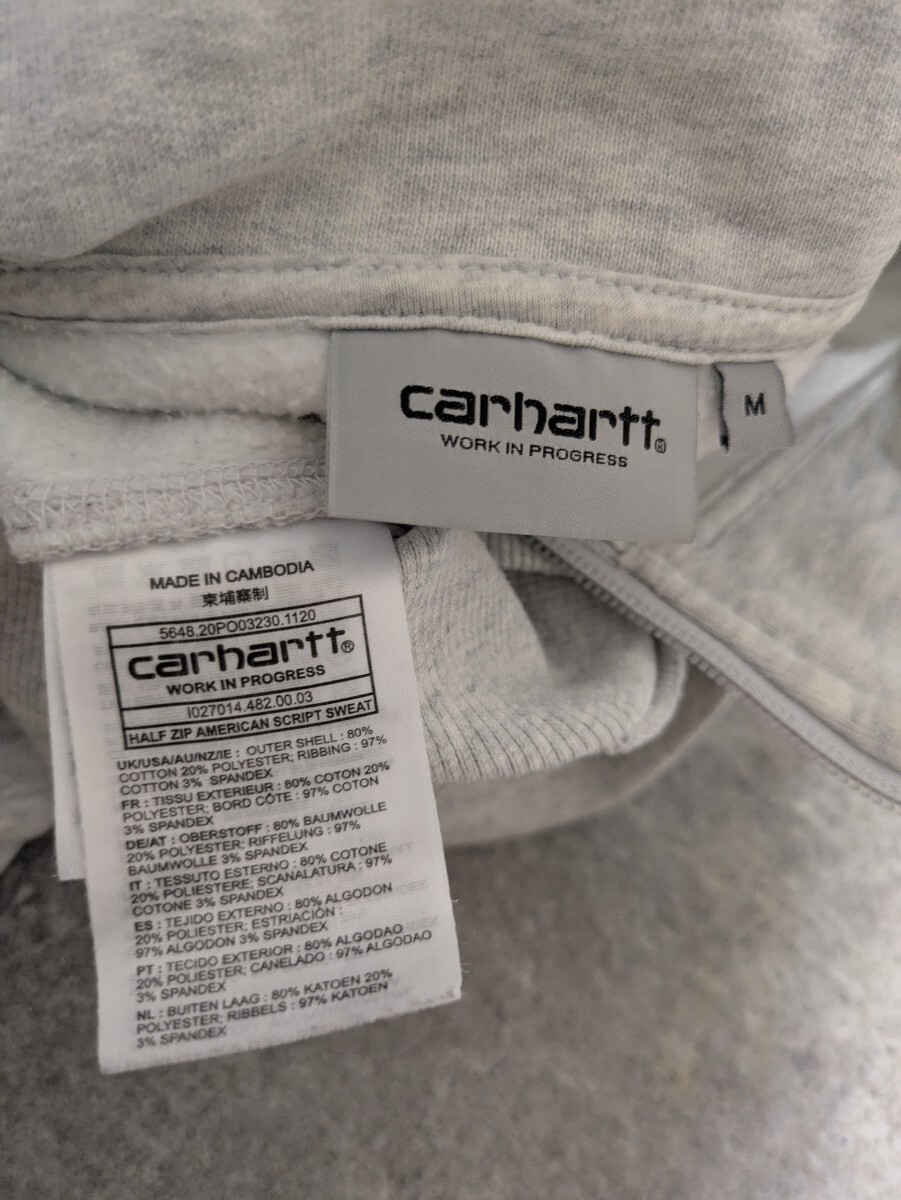 carhartt®
WORK IN PROGRESS
M
MADE IN CAMBODIA
柬埔寨制
5648.20PO03230.1120
carhartt®
WORK IN PROGRESS
I027014.482.00.03
HALF ZIP AMERICAN SCRIPT SWEAT
UK/USA/AU/NZ/IE : OUTER SHELL : 80%
COTTON 20% POLYESTER; RIBBING : 97%
COTTON 3% SPANDEX
FR : TISSU EXTERIEUR : 80% COTON 20%
POLYESTER; BORD CÔTE : 97% COTON
3% SPANDEX
DE/AT : OBERSTOFF : 80% BAUMWOLLE
20% POLYESTER; RIFFELUNG : 97%
BAUMWOLLE 3% SPANDEX
IT : TESSUTO ESTERNO : 80% COTONE
20% POLIESTERE; SCANALATURA : 97%
COTONE 3% SPANDEX
ES : TEJIDO EXTERNO : 80% ALGODON
20% POLIESTER; ESTRIACIÓN :
97% ALGODON 3% SPANDEX
PT : TECIDO EXTERIOR : 80% ALGODAO
20% POLIESTER; CANELADO : 97% ALGODAO
3% SPANDEX
NL : BUITEN LAAG : 80% KATOEN 20%
POLYESTER; RIBBELS : 97% KATOEN
3% SPANDEX